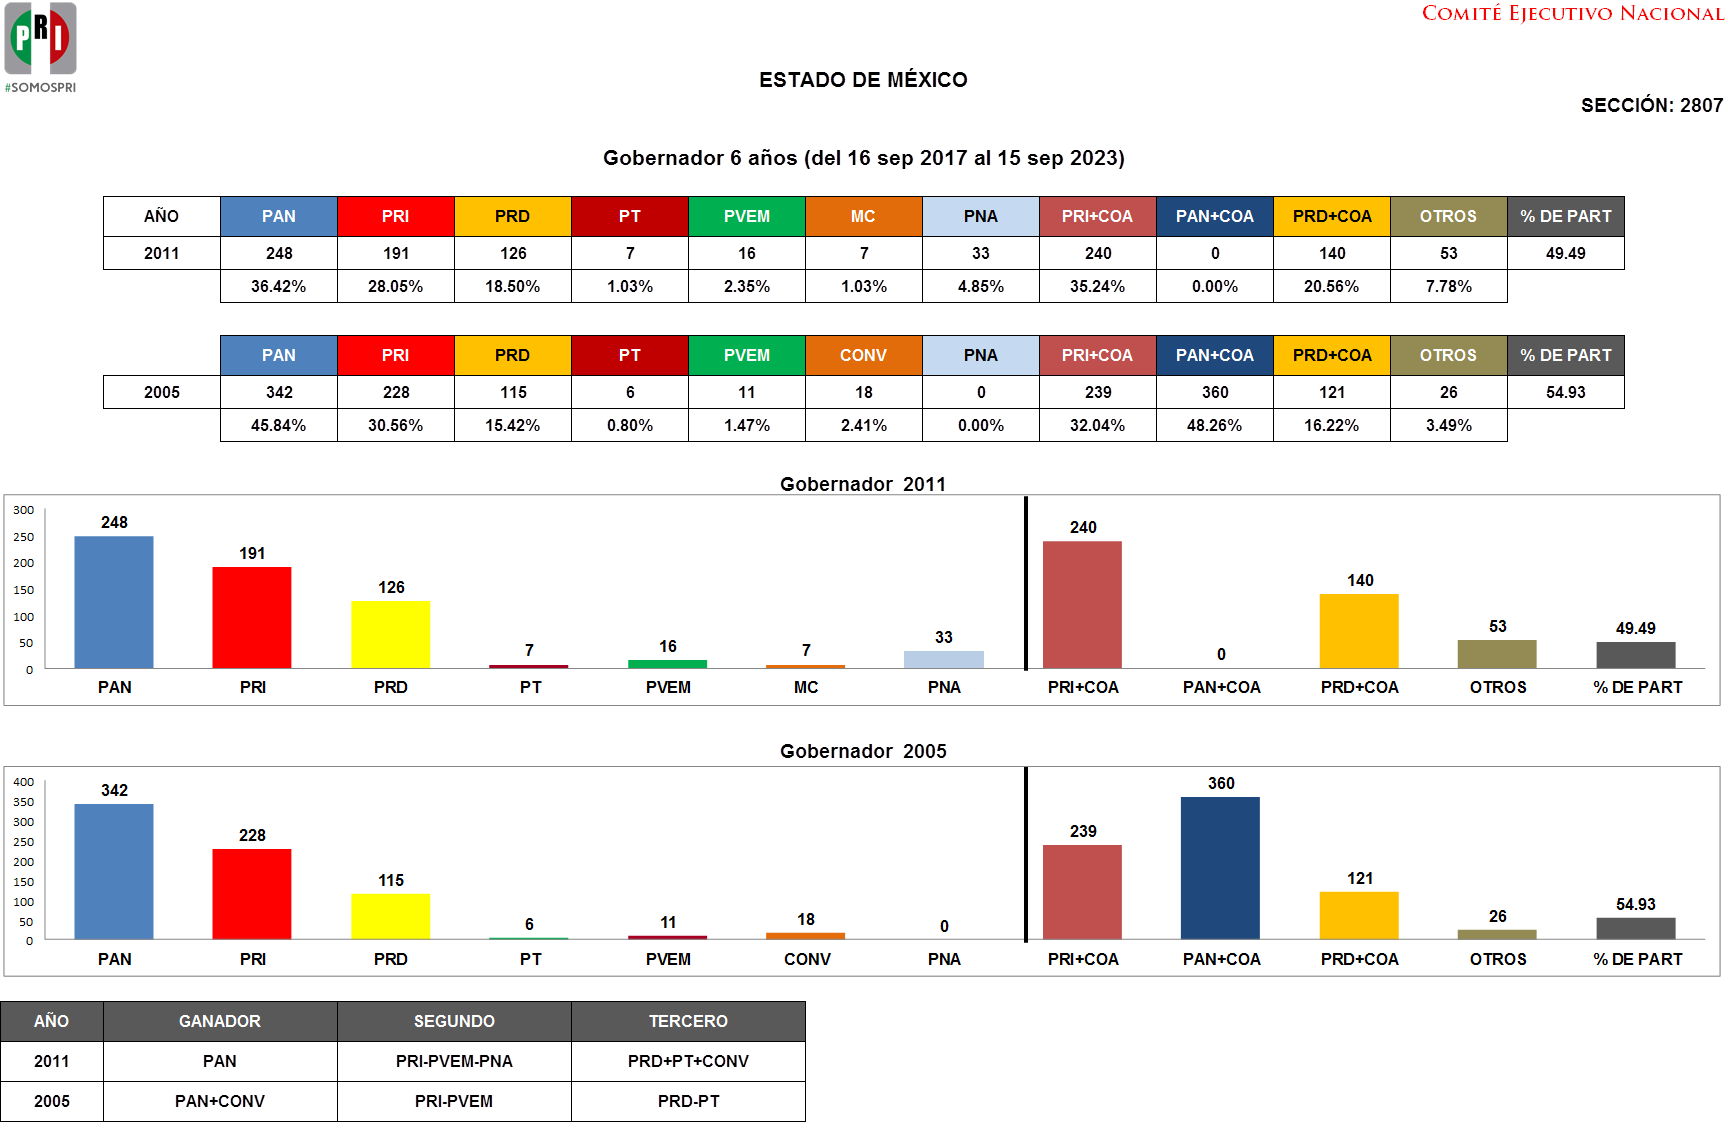 PRI
#SOMOSPRI
COMITÉ EJECUTIVO NACIONAL
ESTADO DE MÉXICO
SECCIÓN: 2807
Gobernador 6 años (del 16 sep 2017 al 15 sep 2023)
AÑO PAN PRI PRD PT PVEM MC PNA PRI+COA PAN+COA PRD+COA OTROS % DE PART
2011 248 191 126 7 16 7 33 240 0 140 53 49.49
36.42% 28.05% 18.50% 1.03% 2.35% 1.03% 4.85% 35.24% 0.00% 20.56% 7.78%
PAN PRI PRD PT PVEM CONV PNA PRI+COA PAN+COA PRD+COA OTROS % DE PART
2005 342 228 115 6 11 18 0 239 360 121 26 54.93
45.84% 30.56% 15.42% 0.80% 1.47% 2.41% 0.00% 32.04% 48.26% 16.22% 3.49%
Gobernador 2011
300
250
200
150
100
50
0
248 191 126 7 16 7 33 240 0 140 53 49.49
PAN PRI PRD PT PVEM MC PNA PRI+COA PAN+COA PRD+COA OTROS % DE PART
Gobernador 2005
400
350
300
250
200
150
100
50
0
342 228 115 6 11 18 0 239 360 121 26 54.93
PAN PRI PRD PT PVEM CONV PNA PRI+COA PAN+COA PRD+COA OTROS % DE PART
AÑO GANADOR SEGUNDO TERCERO
2011 PAN PRI-PVEM-PNA PRD+PT+CONV
2005 PAN+CONV PRI-PVEM PRD-PT